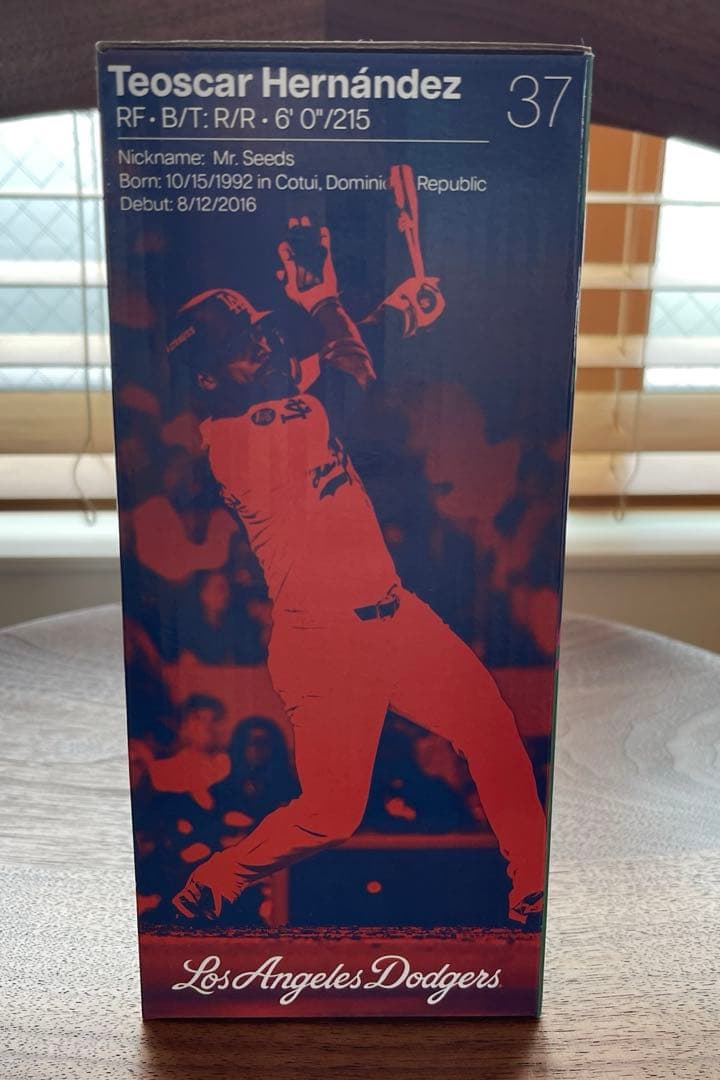 Teoscar Hernández
37
RF • B/T: R/R • 6' 0"/215
Nickname: Mr. Seeds
Born: 10/15/1992 in Cotui, Republic
Debut: 8/12/2016
LA
Los Angeles Dodgers